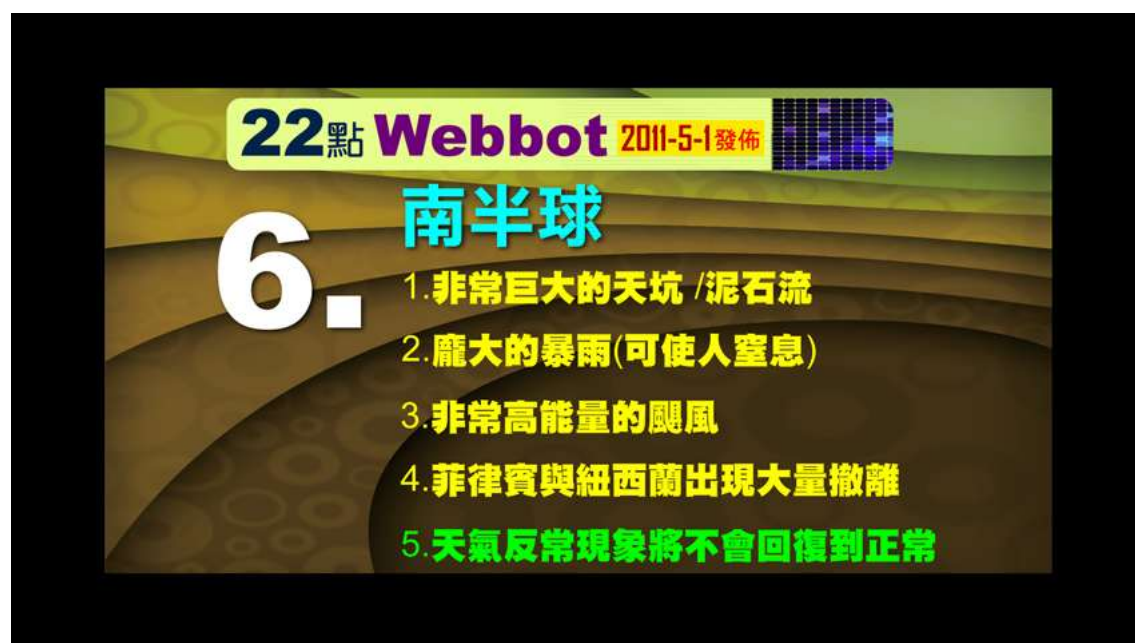 22點 Webbot 2011-5-1發佈
6.
南半球
1.非常巨大的天坑 /泥石流
2.龐大的暴雨(可使人窒息)
3.非常高能量的颶風
4.菲律賓與紐西蘭出現大量撤離
5.天氣反常現象將不會回復到正常